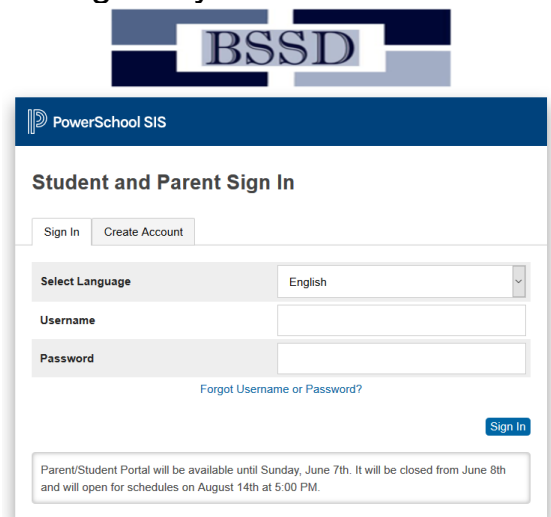 BSSD
PowerSchool SIS
Student and Parent Sign In
Sign In Create Account
Select Language English
Username
Password
Forgot Username or Password?
Sign In
Parent/Student Portal will be available until Sunday, June 7th. It will be closed from June 8th
and will open for schedules on August 14th at 5:00 PM.